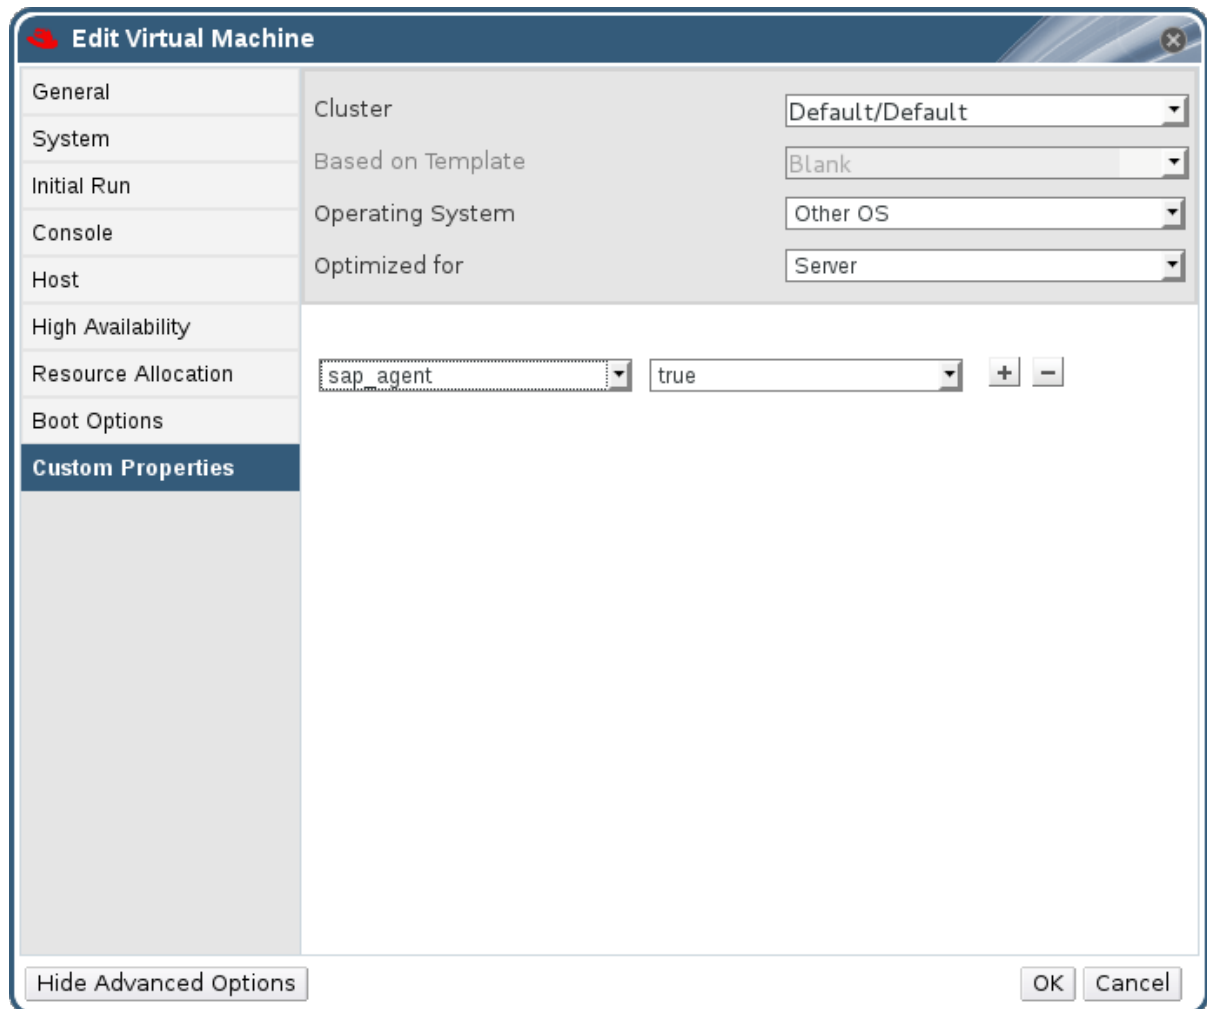 Edit Virtual Machine
General
System
Initial Run
Console
Host
High Availability
Resource Allocation
Boot Options
Custom Properties
Cluster Default/Default
Based on Template Blank
Operating System Other OS
Optimized for Server
sap_agent true + −
Hide Advanced Options OK Cancel